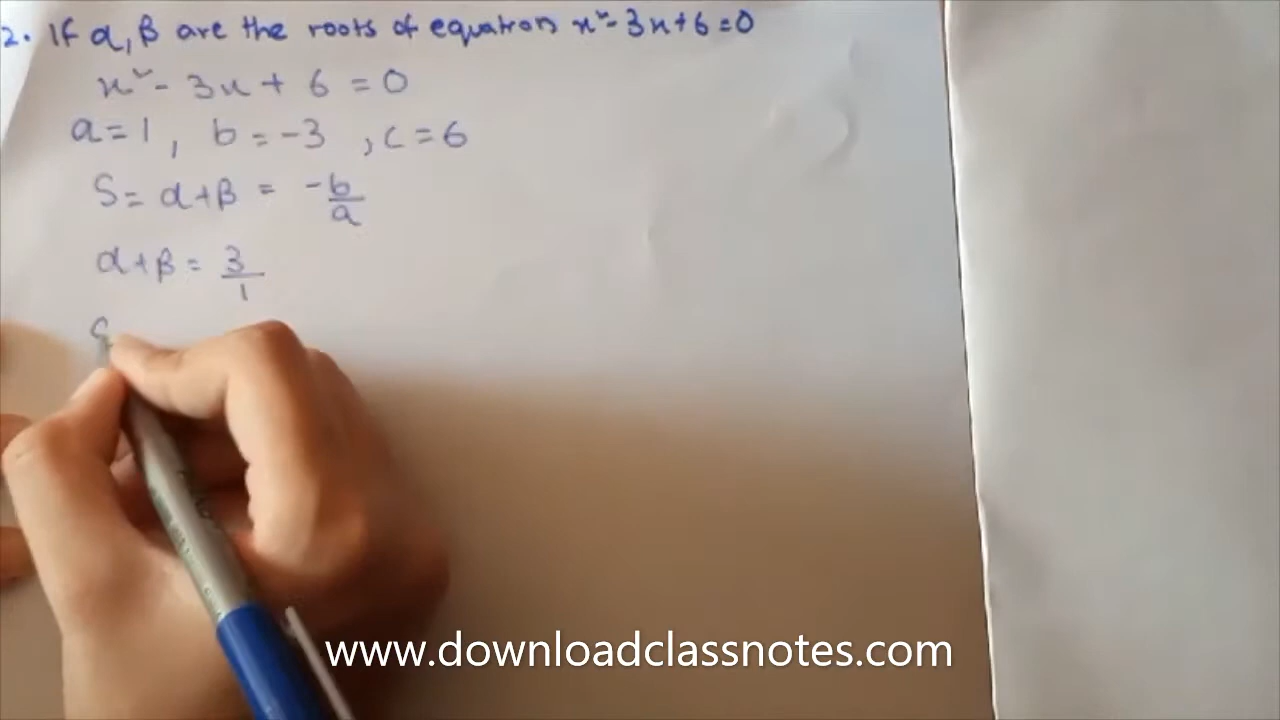 2. If α, β are the roots of equation x² - 3x + 6 = 0
x² - 3x + 6 = 0
a = 1, b = -3, c = 6
S = α + β = -b/a
α + β = 3/1
S
www.downloadclassnotes.com